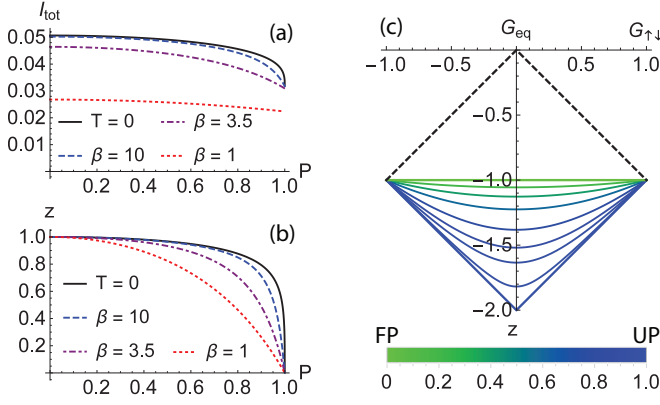 I_tot
(a)
0.05
0.04
0.03
0.02
0.01
T = 0
β = 3.5
β = 10
β = 1
P
0.2 0.4 0.6 0.8 1.0
z
(b)
1.0
0.8
0.6
0.4
0.2
T = 0
β = 10
β = 3.5
β = 1
P
0.2 0.4 0.6 0.8 1.0
(c)
G_eq
G_↑↓
-1.0 -0.5 0.5 1.0
-0.5
-1.0
-1.5
-2.0
z
FP
UP
0 0.2 0.4 0.6 0.8 1.0